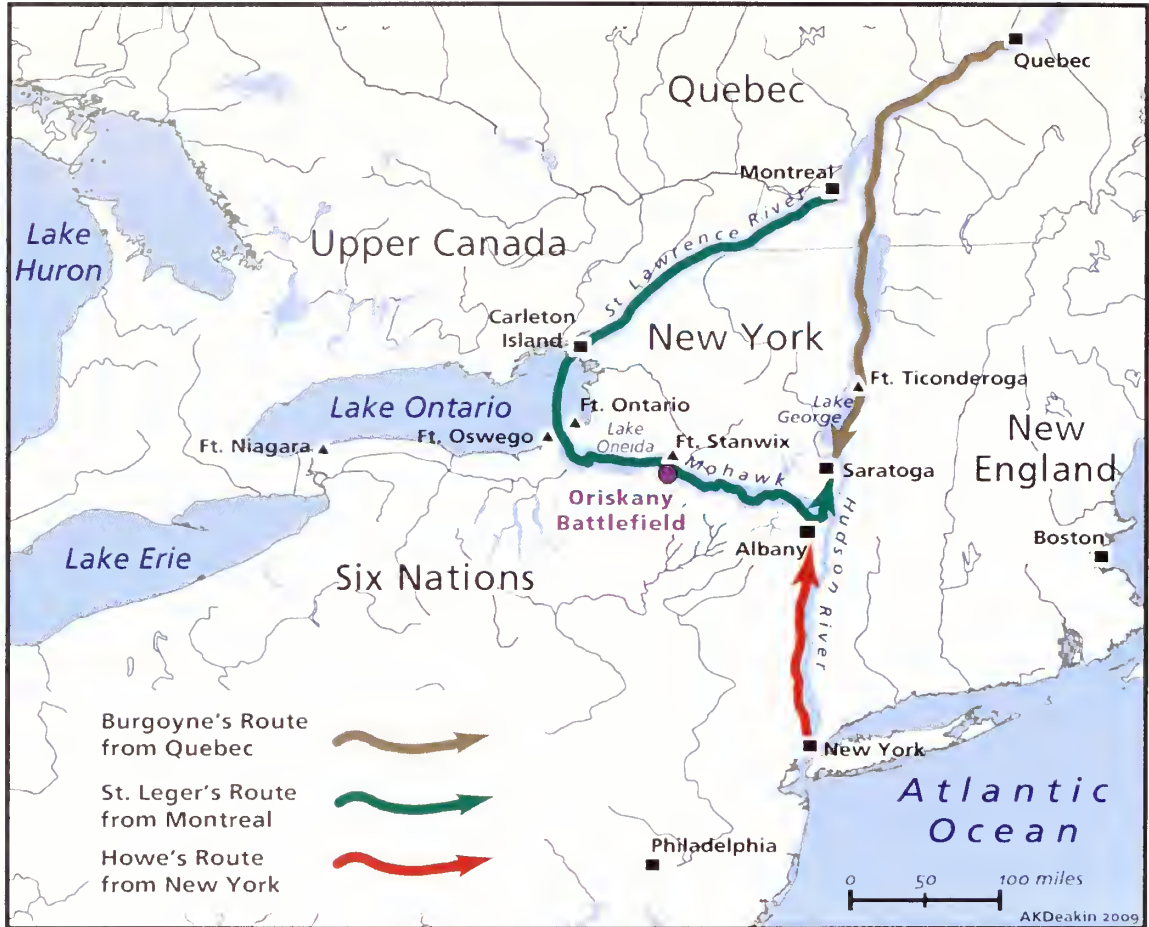 Quebec
Quebec
Montreal
St Lawrence River
Lake
Huron
Upper Canada
Carleton
Island
New York
Ft. Ticonderoga
Lake
George
Lake Ontario
Ft. Ontario
Lake
Oneida
Ft. Oswego
Ft. Stanwix
Ft. Niagara
Mohawk
Saratoga
New
England
Oriskany
Battlefield
Hudson River
Albany
Boston
Lake Erie
Six Nations
Burgoyne's Route
from Quebec
New York
St. Leger's Route
from Montreal
Atlantic
Ocean
Philadelphia
Howe's Route
from New York
0 50 100 miles
AKDeakin 2009